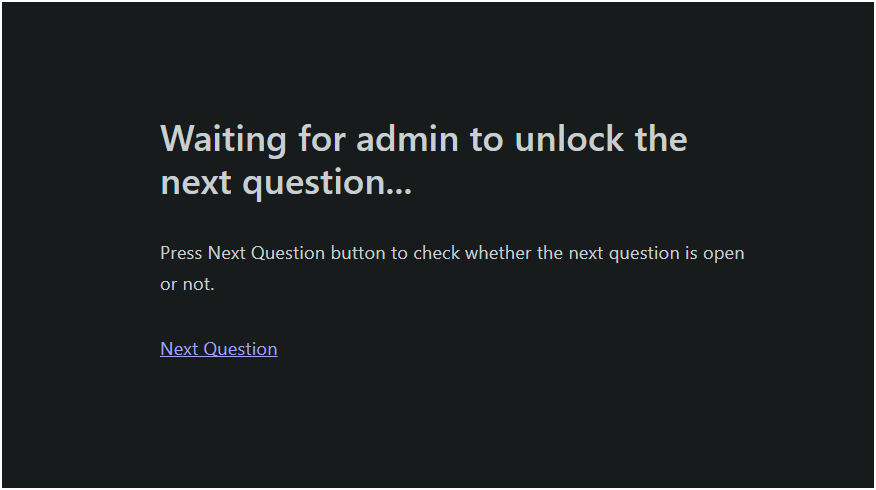 Waiting for admin to unlock the
next question...
Press Next Question button to check whether the next question is open
or not.
Next Question